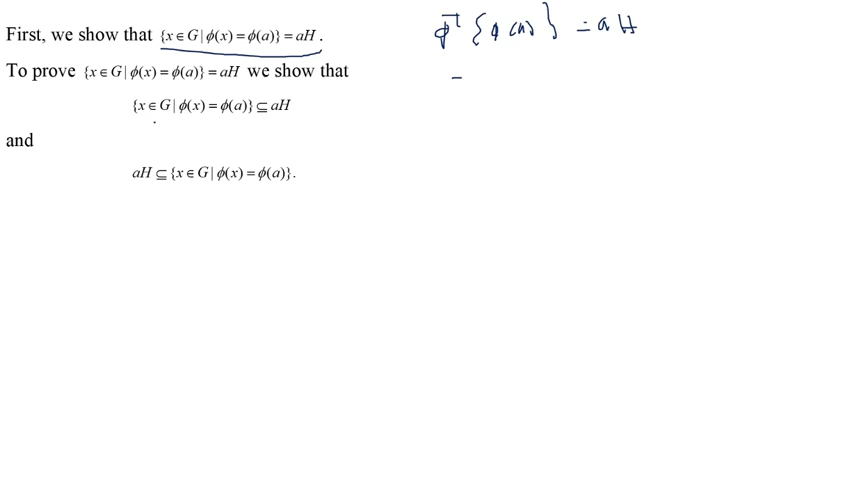 First, we show that {x ∈ G | ϕ(x) = ϕ(a)} = aH .
ϕ⁻¹ {ϕ(a)} = aH
To prove {x ∈ G | ϕ(x) = ϕ(a)} = aH we show that
{x ∈ G | ϕ(x) = ϕ(a)} ⊆ aH
and
aH ⊆ {x ∈ G | ϕ(x) = ϕ(a)}.